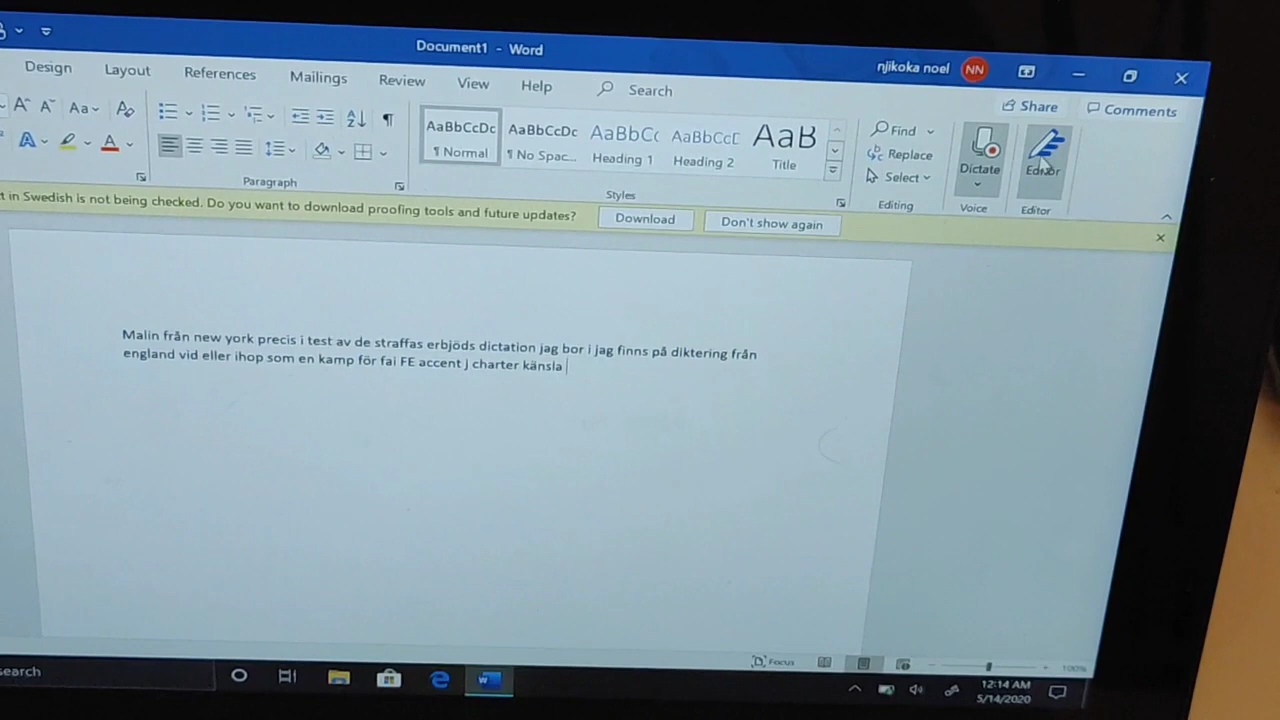 Document1 - Word
njikoka noel NN
Design Layout References Mailings Review View Help Search
Share Comments
Aa
AaBbCcDc AaBbCcDc AaBbCc AaBbCcD AaB
¶ Normal ¶ No Spac... Heading 1 Heading 2 Title
Find
Replace
Select
Dictate
Editor
Paragraph Styles Editing Voice Editor
in Swedish is not being checked. Do you want to download proofing tools and future updates? Download Don't show again
Malin från new york precis i test av de straffas erbjöds dictation jag bor i jag finns på diktering från
england vid eller ihop som en kamp för fai FE accent j charter känsla
Focus 100%
search
12:14 AM
5/14/2020